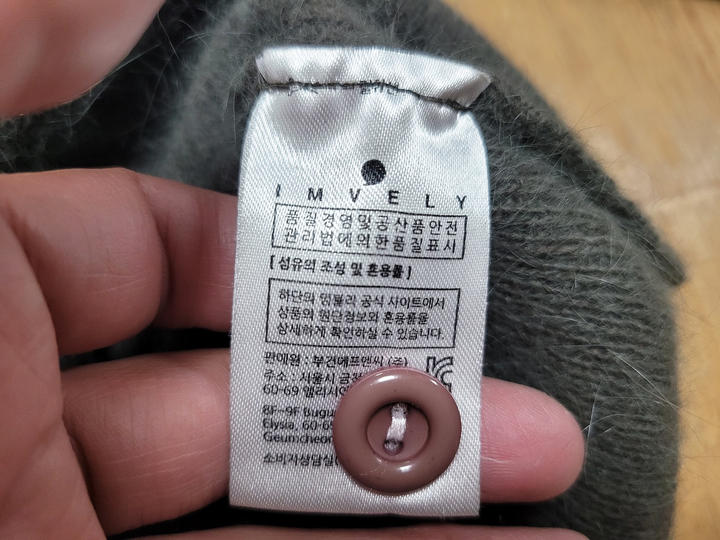 IMVELY
품질경영및공산품안전
관리법에의한품질표시
[섬유의 조성 및 혼용률]
하단의 임블리 공식 사이트에서
상품의 원단정보와 혼용률을
상세하게 확인하실 수 있습니다.
판매원 : 부건에프엔씨 (주)
주소 : 서울시 금천
60-69 엘리시아
8F-9F Bugu
Elysia, 60-69
Geumcheon
소비자상담실